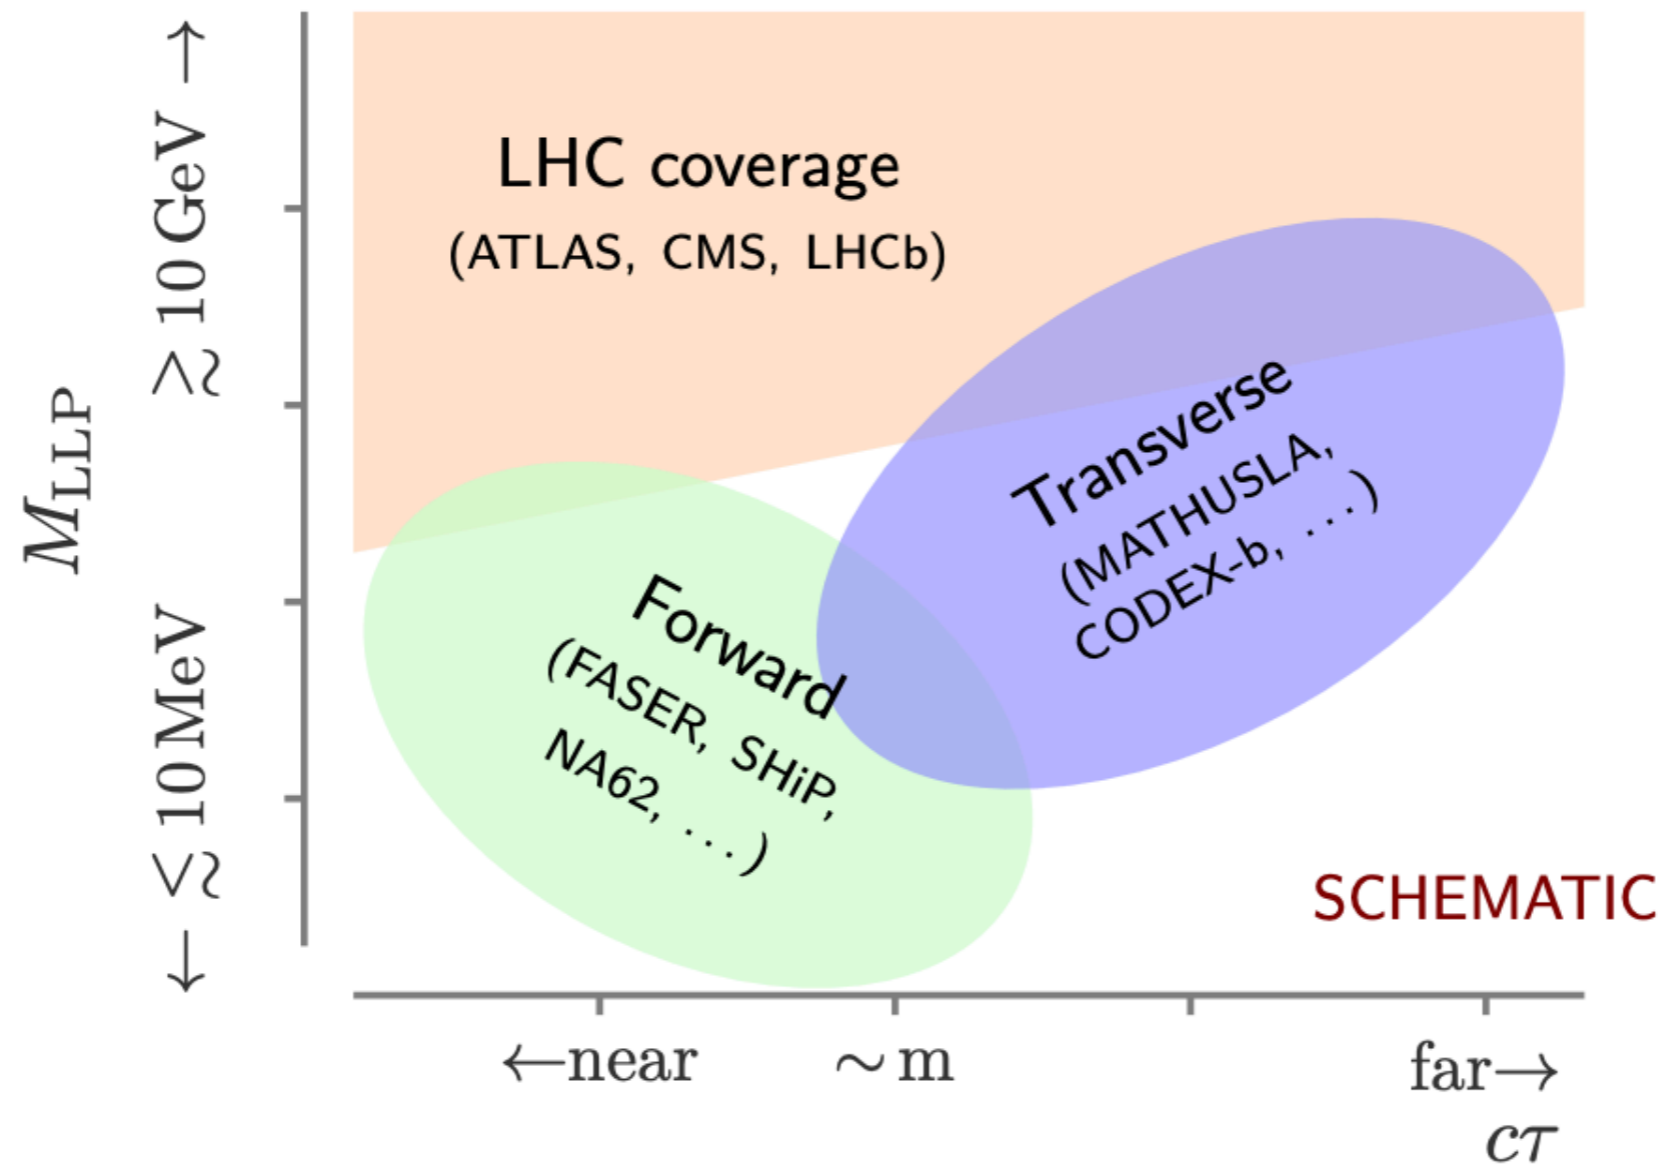 LHC coverage
(ATLAS, CMS, LHCb)
Transverse
(MATHUSLA,
CODEX-b, ...)
Forward
(FASER, SHiP,
NA62, ...)
SCHEMATIC
M_LLP
← ≲ 10 MeV
≳ 10 GeV →
←near
∼ m
far→
cτ